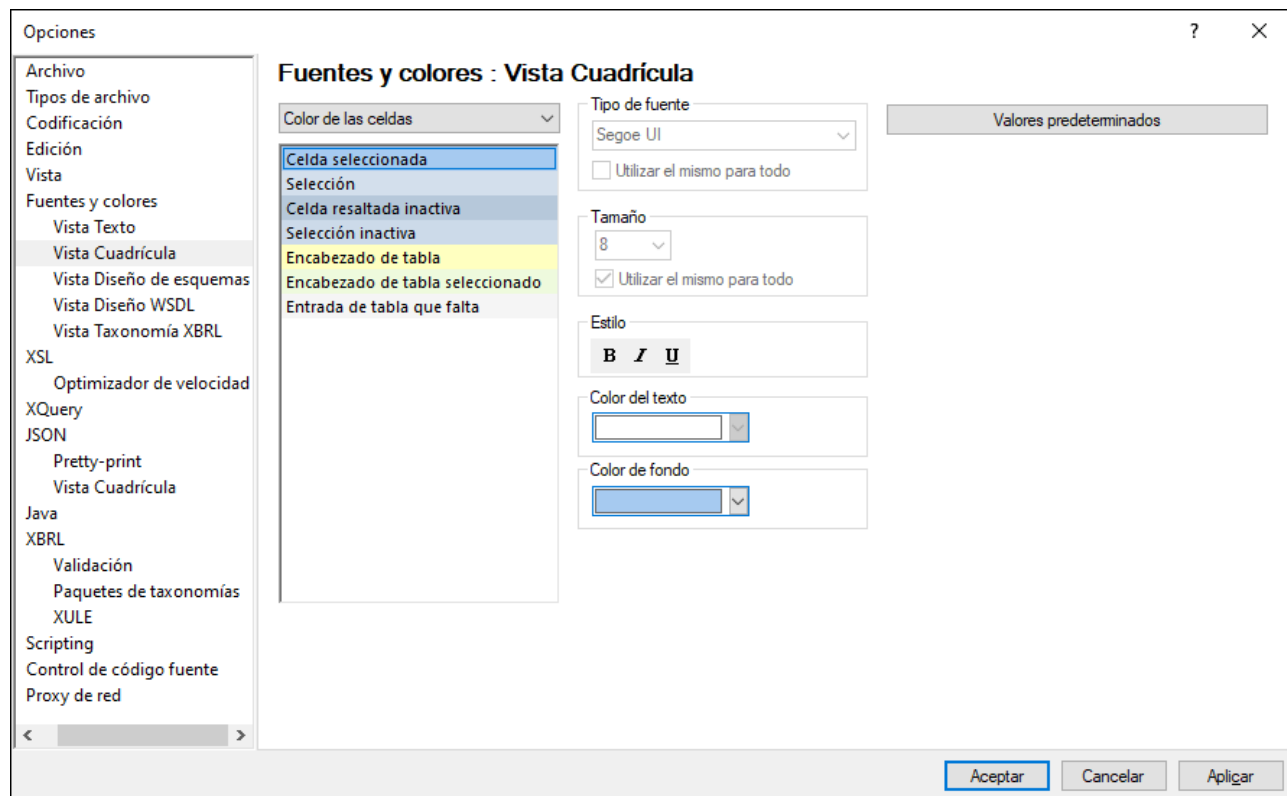 Opciones
?
Archivo
Tipos de archivo
Codificación
Edición
Vista
Fuentes y colores
Vista Texto
Vista Cuadrícula
Vista Diseño de esquemas
Vista Diseño WSDL
Vista Taxonomía XBRL
XSL
Optimizador de velocidad
XQuery
JSON
Pretty-print
Vista Cuadrícula
Java
XBRL
Validación
Paquetes de taxonomías
XULE
Scripting
Control de código fuente
Proxy de red
Fuentes y colores : Vista Cuadrícula
Color de las celdas
Celda seleccionada
Selección
Celda resaltada inactiva
Selección inactiva
Encabezado de tabla
Encabezado de tabla seleccionado
Entrada de tabla que falta
Tipo de fuente
Segoe UI
Utilizar el mismo para todo
Tamaño
8
Utilizar el mismo para todo
Estilo
B I U
Color del texto
Color de fondo
Valores predeterminados
Aceptar
Cancelar
Aplicar